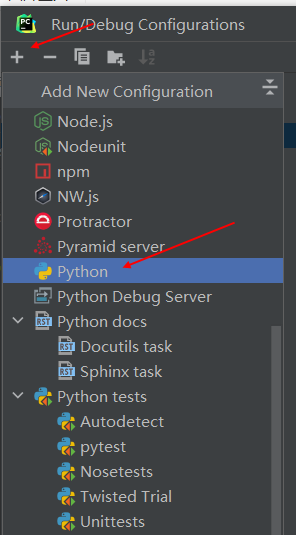 Run/Debug Configurations
Add New Configuration
Node.js
Nodeunit
npm
NW.js
Protractor
Pyramid server
Python
Python Debug Server
Python docs
Docutils task
Sphinx task
Python tests
Autodetect
pytest
Nosetests
Twisted Trial
Unittests